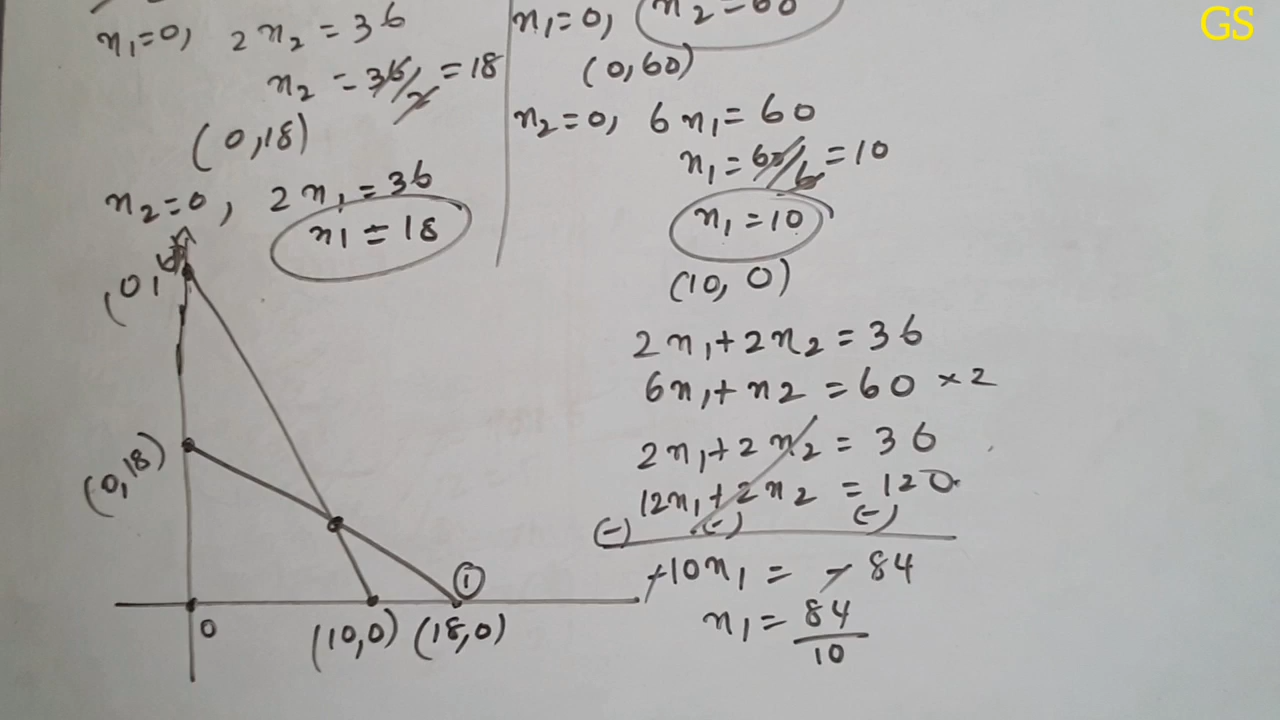 GS
x₁=0, 2x₂ = 36
x₂ = 36/2 = 18
(0,18)
x₂=0, 2x₁ = 36
x₁ = 18
x₁=0, x₂ = 60
(0,60)
x₂=0, 6x₁ = 60
x₁ = 60/6 = 10
x₁ = 10
(10, 0)
2x₁+2x₂ = 36
6x₁+x₂ = 60 ×2
2x₁+2x₂ = 36
12x₁+2x₂ = 120
(-) (-) (-)
-10x₁ = -84
x₁ = 84/10
(0,18)
①
0
(10,0) (18,0)